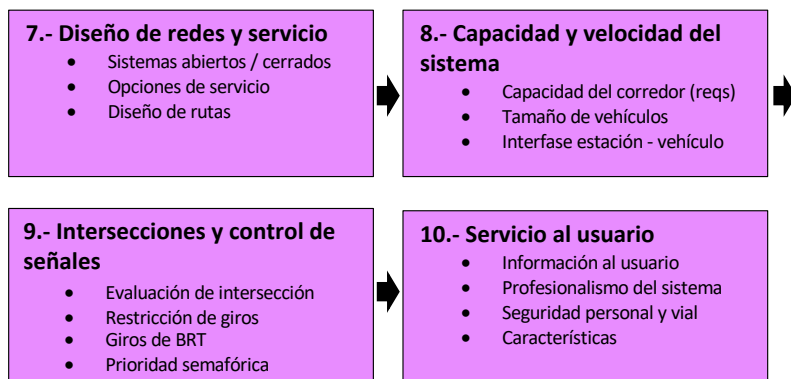 7.- Diseño de redes y servicio
• Sistemas abiertos / cerrados
• Opciones de servicio
• Diseño de rutas
8.- Capacidad y velocidad del
sistema
• Capacidad del corredor (reqs)
• Tamaño de vehículos
• Interfase estación - vehículo
9.- Intersecciones y control de
señales
• Evaluación de intersección
• Restricción de giros
• Giros de BRT
• Prioridad semafórica
10.- Servicio al usuario
• Información al usuario
• Profesionalismo del sistema
• Seguridad personal y vial
• Características